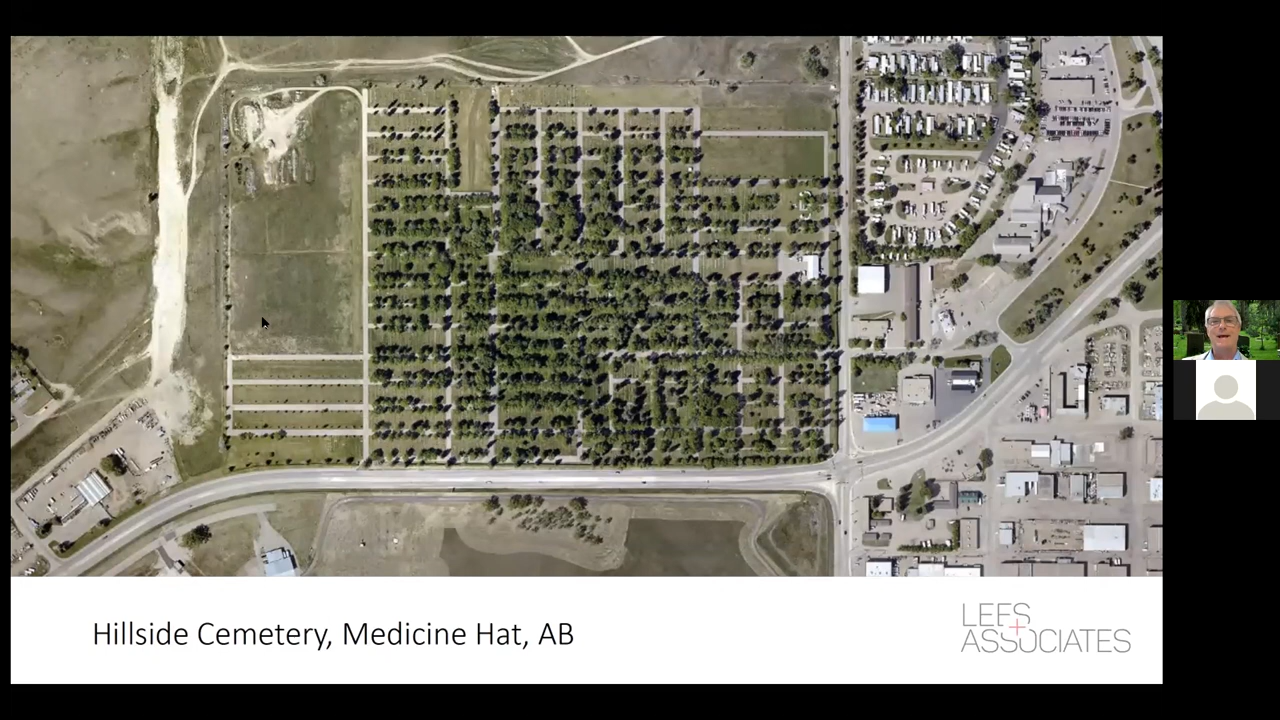 Hillside Cemetery, Medicine Hat, AB
LEES
+
ASSOCIATES